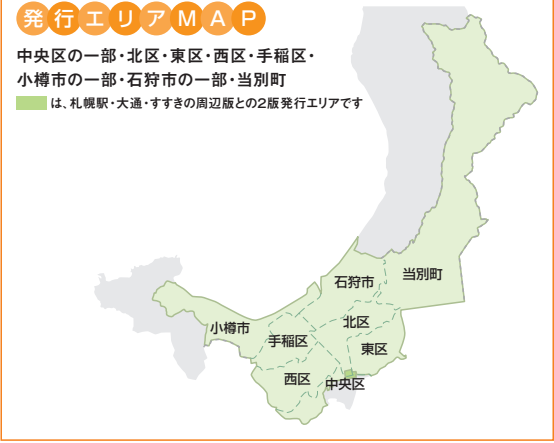 発行エリアMAP
中央区の一部・北区・東区・西区・手稲区・
小樽市の一部・石狩市の一部・当別町
は、札幌駅・大通・すすきの周辺版との2版発行エリアです
当別町
石狩市
北区
小樽市
手稲区
東区
西区
中央区